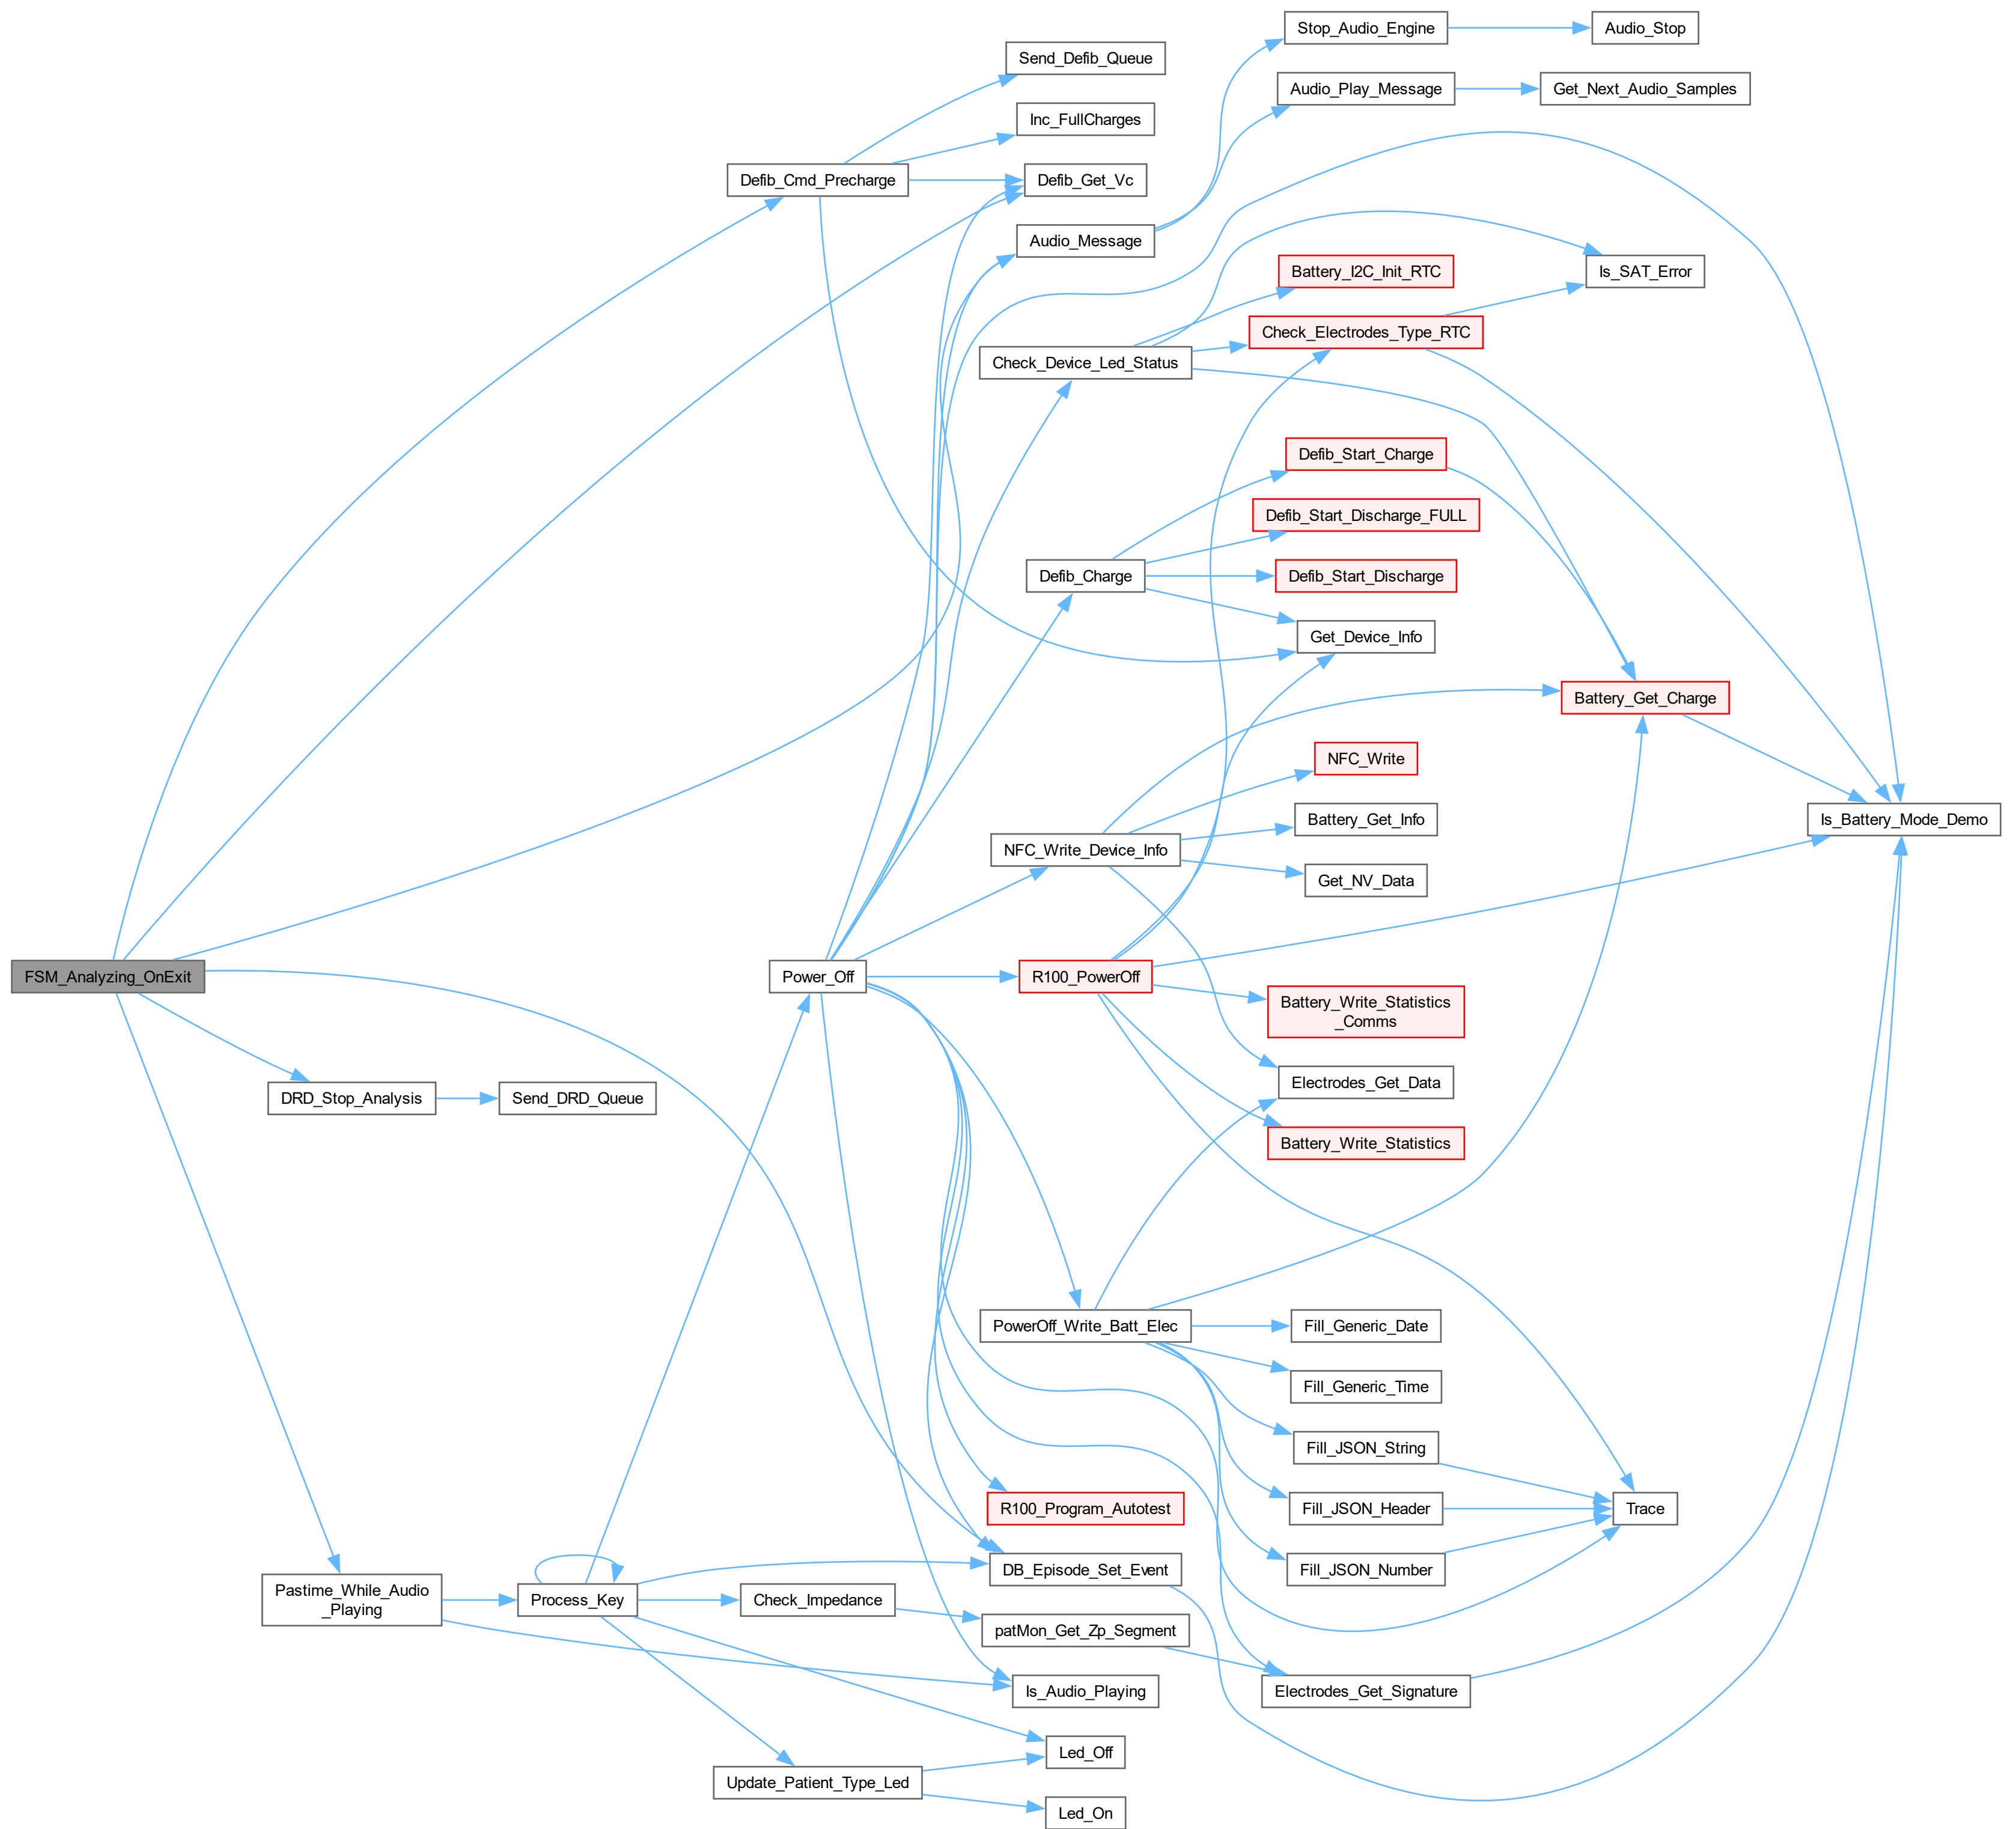 Stop_Audio_Engine
Audio_Stop
Send_Defib_Queue
Audio_Play_Message
Get_Next_Audio_Samples
Inc_FullCharges
Defib_Cmd_Precharge
Defib_Get_Vc
Audio_Message
Battery_I2C_Init_RTC
Is_SAT_Error
Check_Electrodes_Type_RTC
Check_Device_Led_Status
Defib_Start_Charge
Defib_Start_Discharge_FULL
Defib_Charge
Defib_Start_Discharge
Get_Device_Info
Battery_Get_Charge
NFC_Write
Battery_Get_Info
Is_Battery_Mode_Demo
NFC_Write_Device_Info
Get_NV_Data
FSM_Analyzing_OnExit
Power_Off
R100_PowerOff
Battery_Write_Statistics
_Comms
DRD_Stop_Analysis
Send_DRD_Queue
Electrodes_Get_Data
Battery_Write_Statistics
PowerOff_Write_Batt_Elec
Fill_Generic_Date
Fill_Generic_Time
Fill_JSON_String
R100_Program_Autotest
Fill_JSON_Header
Trace
DB_Episode_Set_Event
Fill_JSON_Number
Pastime_While_Audio
_Playing
Process_Key
Check_Impedance
patMon_Get_Zp_Segment
Is_Audio_Playing
Electrodes_Get_Signature
Led_Off
Update_Patient_Type_Led
Led_On